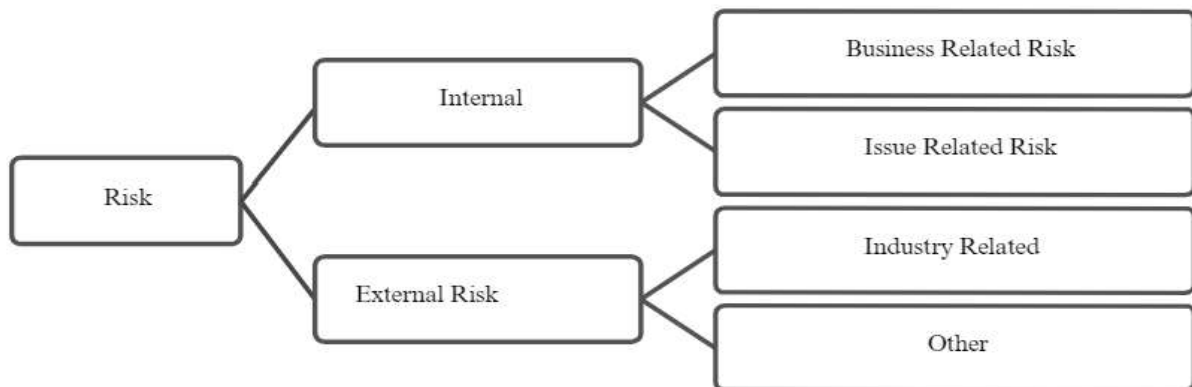 Risk
Internal
External Risk
Business Related Risk
Issue Related Risk
Industry Related
Other